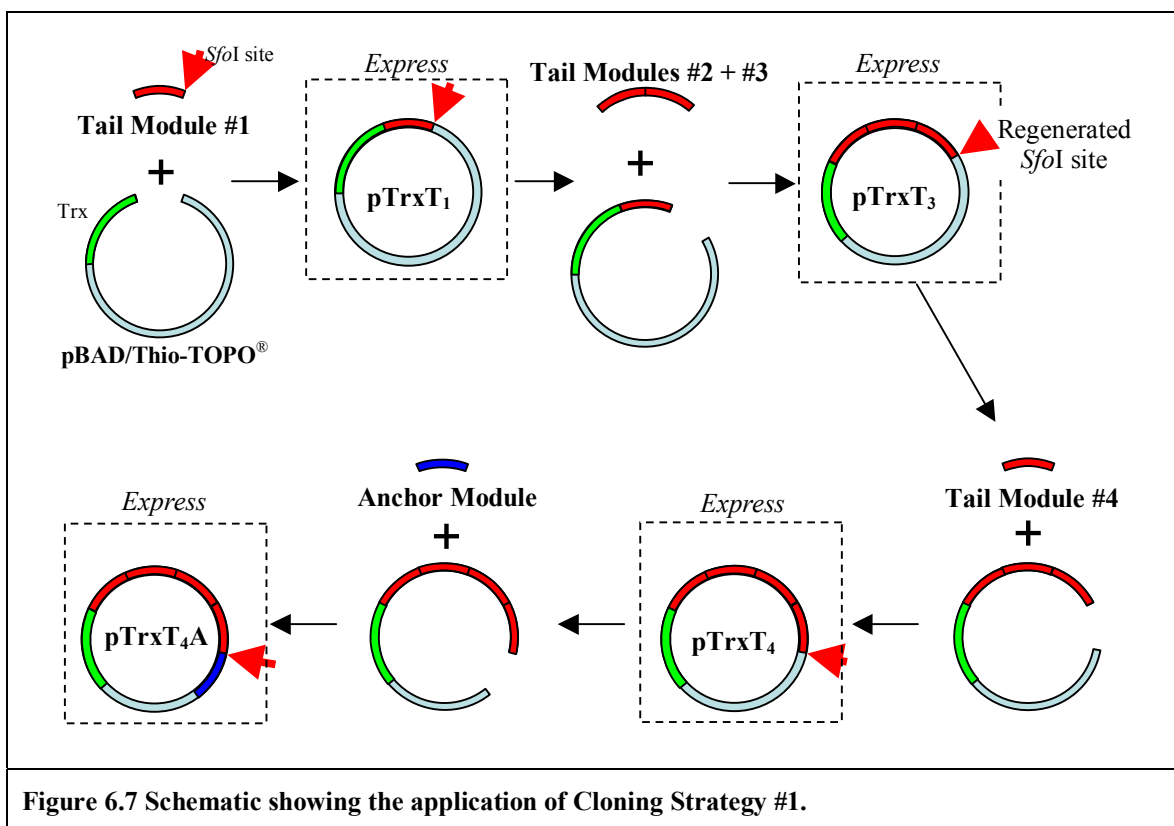 SfoI site
Express
Tail Modules #2 + #3
Express
Tail Module #1
+
Trx
pBAD/Thio-TOPO®
pTrxT₁
+
pTrxT₃
Regenerated
SfoI site
Express
Anchor Module
+
Express
Tail Module #4
+
pTrxT₄A
pTrxT₄
Figure 6.7 Schematic showing the application of Cloning Strategy #1.